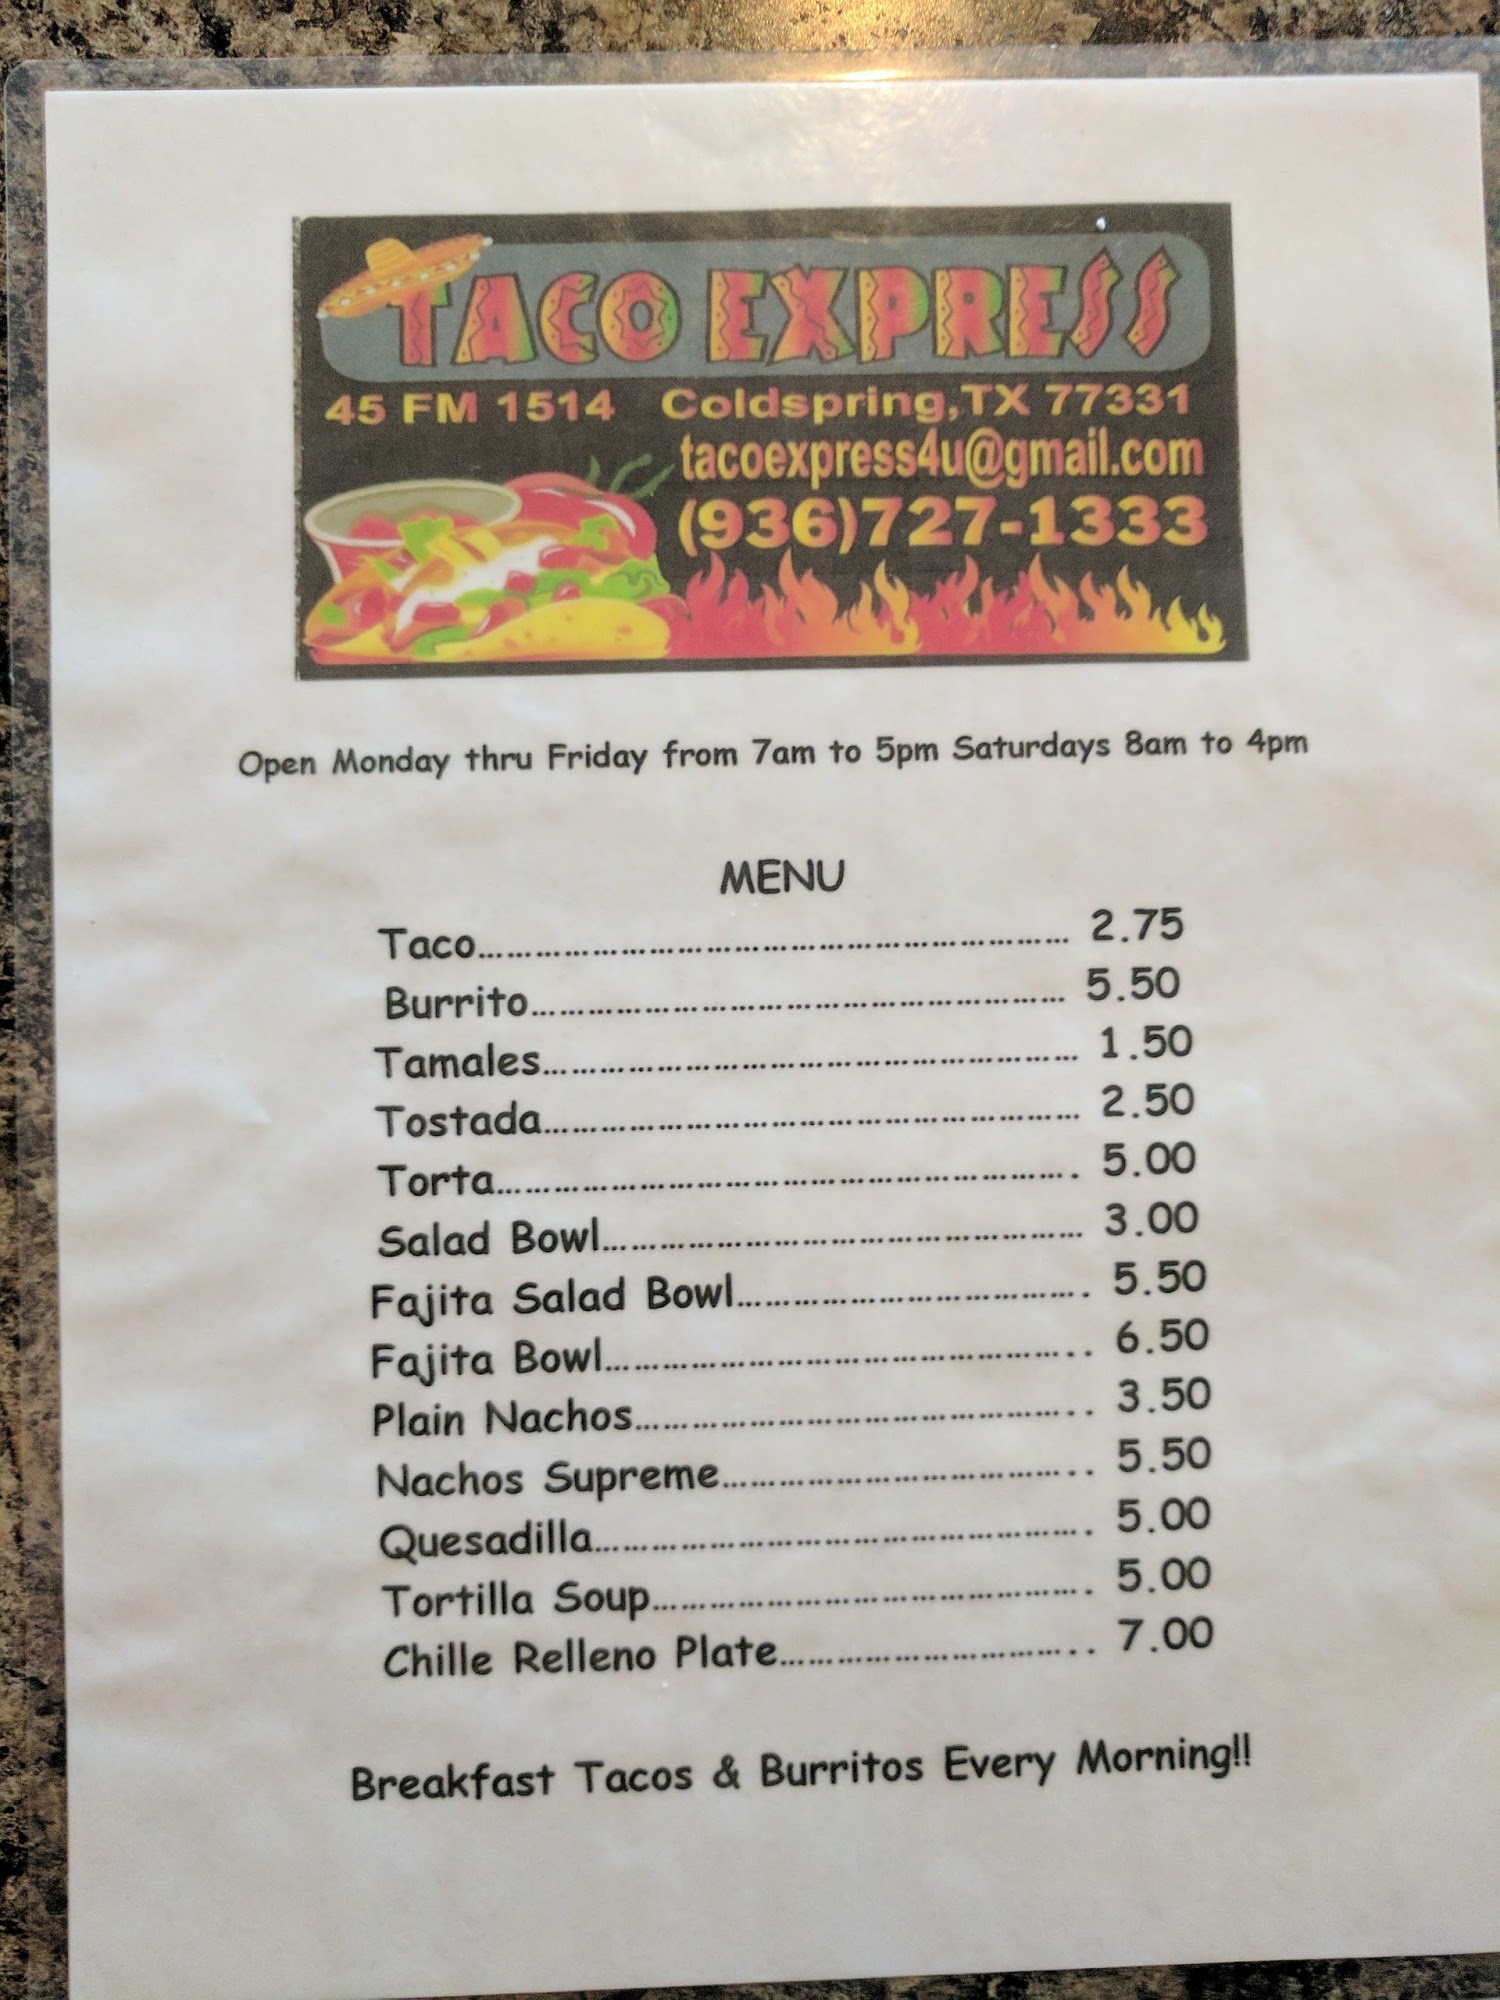 TACO EXPRESS
45 FM 1514 Coldspring,TX 77331
tacoexpress4u@gmail.com
(936)727-1333
Open Monday thru Friday from 7am to 5pm Saturdays 8am to 4pm
MENU
Taco………………………………………………………… 2.75
Burrito…………………………………………………… 5.50
Tamales…………………………………………………… 1.50
Tostada…………………………………………………… 2.50
Torta………………………………………………………. 5.00
Salad Bowl……………………………………………… 3.00
Fajita Salad Bowl………………………………. 5.50
Fajita Bowl…………………………………………….. 6.50
Plain Nachos………………………………………….. 3.50
Nachos Supreme………………………………….. 5.50
Quesadilla………………………………………………. 5.00
Tortilla Soup…………………………………………. 5.00
Chille Relleno Plate………………………….. 7.00
Breakfast Tacos & Burritos Every Morning!!